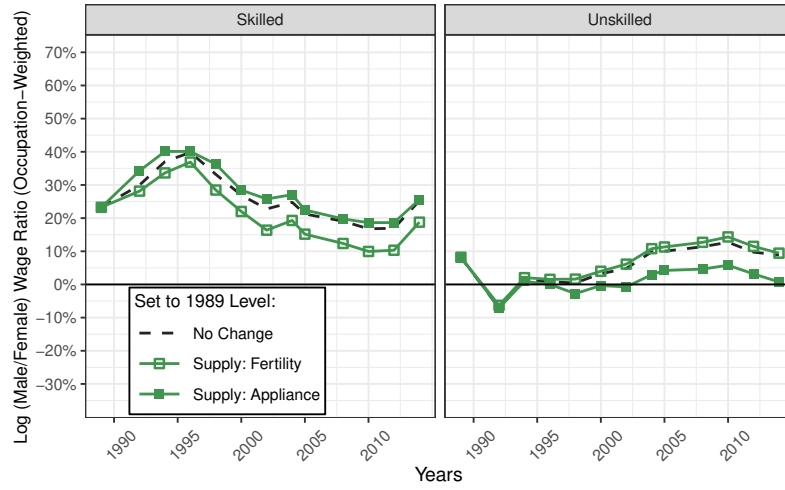 Skilled
Unskilled
Log (Male/Female) Wage Ratio (Occupation−Weighted)
70%
60%
50%
40%
30%
20%
10%
0%
−10%
−20%
−30%
Set to 1989 Level:
No Change
Supply: Fertility
Supply: Appliance
1990 1995 2000 2005 2010
1990 1995 2000 2005 2010
Years